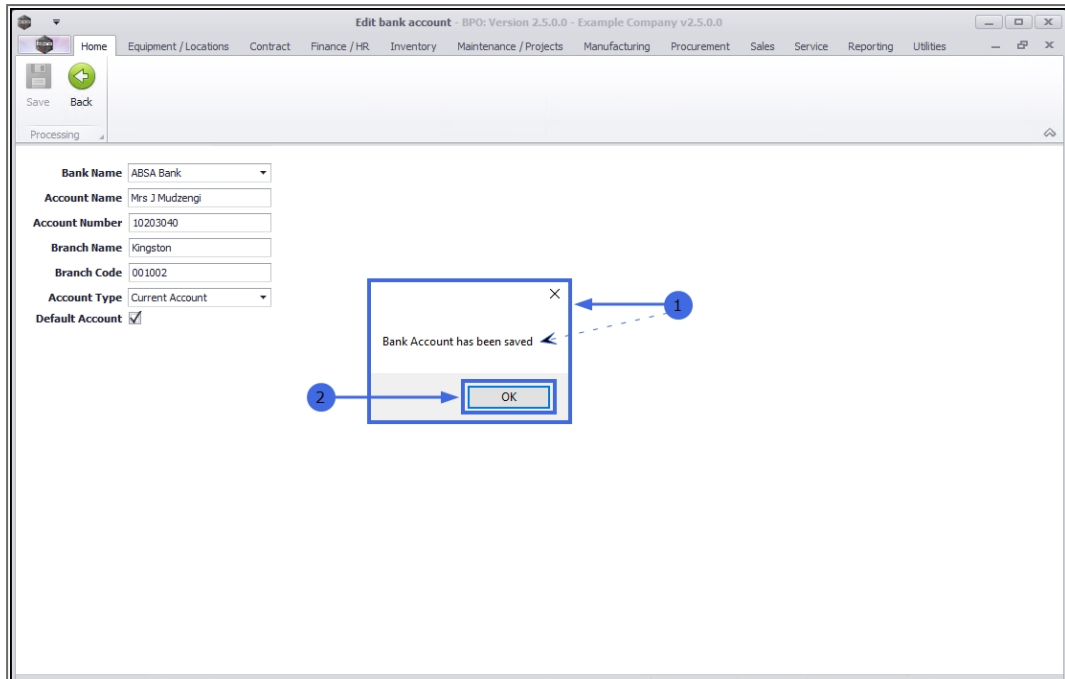 Edit bank account - BPO: Version 2.5.0.0 - Example Company v2.5.0.0
Home Equipment / Locations Contract Finance / HR Inventory Maintenance / Projects Manufacturing Procurement Sales Service Reporting Utilities
Save Back
Processing
Bank Name ABSA Bank
Account Name Mrs J Mudzengi
Account Number 10203040
Branch Name Kingston
Branch Code 001002
Account Type Current Account
Default Account
1
Bank Account has been saved
2
OK